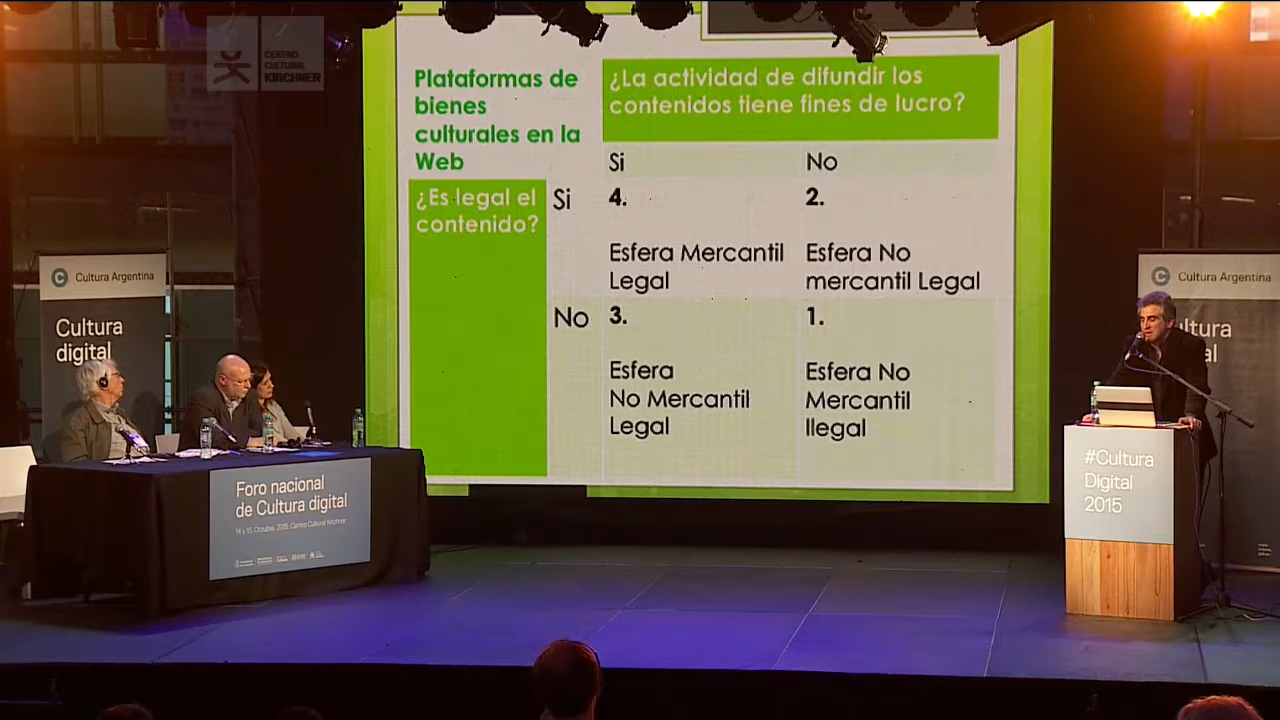 CENTRO
CULTURAL
KIRCHNER
Plataformas de
bienes
culturales en la
Web
¿La actividad de difundir los
contenidos tiene fines de lucro?
Si
No
¿Es legal el
contenido?
Si
4.
2.
Esfera Mercantil
Legal
Esfera No
mercantil Legal
No
3.
1.
Esfera
No Mercantil
Legal
Esfera No
Mercantil
Ilegal
Cultura Argentina
Cultura
digital
Cultura Argentina
Foro nacional
de Cultura digital
14 y 15, Octubre, 2015, Centro Cultural Kirchner
#Cultura
Digital
2015